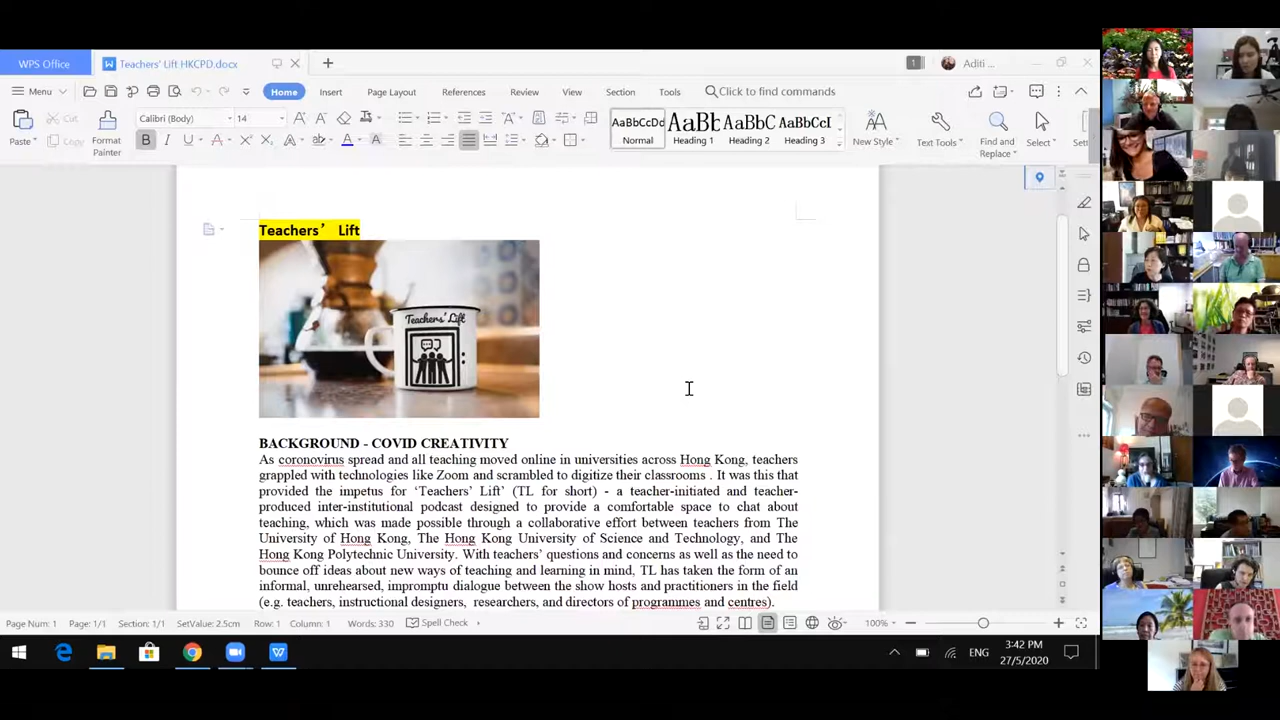 WPS Office
Teachers' Lift HKCPD.docx
1
Aditi ...
Menu
Home
Insert
Page Layout
References
Review
View
Section
Tools
Click to find commands
Paste
Cut
Copy
Format
Painter
Calibri (Body)
14
AaBbCcDd
Normal
AaBb
Heading 1
AaBbC
Heading 2
AaBbCcI
Heading 3
New Style
Text Tools
Find and
Replace
Select
Teachers' Lift
Teachers' Lift
BACKGROUND - COVID CREATIVITY
As coronovirus spread and all teaching moved online in universities across Hong Kong, teachers
grappled with technologies like Zoom and scrambled to digitize their classrooms . It was this that
provided the impetus for ‘Teachers’ Lift’ (TL for short) - a teacher-initiated and teacher-
produced inter-institutional podcast designed to provide a comfortable space to chat about
teaching, which was made possible through a collaborative effort between teachers from The
University of Hong Kong, The Hong Kong University of Science and Technology, and The
Hong Kong Polytechnic University. With teachers’ questions and concerns as well as the need to
bounce off ideas about new ways of teaching and learning in mind, TL has taken the form of an
informal, unrehearsed, impromptu dialogue between the show hosts and practitioners in the field
(e.g. teachers, instructional designers, researchers, and directors of programmes and centres).
Page Num: 1
Page: 1/1
Section: 1/1
SetValue: 2.5cm
Row: 1
Column: 1
Words: 330
Spell Check
100%
ENG
3:42 PM
27/5/2020